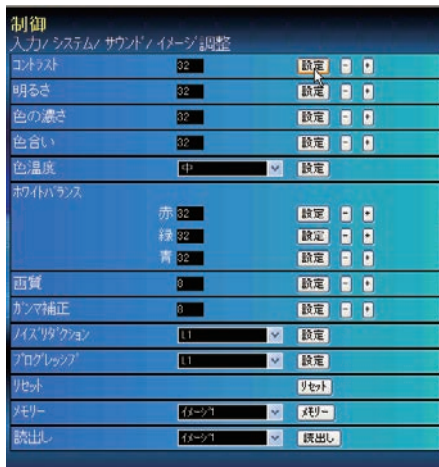 制御
入力/ システム/ サウンド/ イメージ調整
コントラスト 32 設定 - +
明るさ 32 設定 - +
色の濃さ 32 設定 - +
色合い 32 設定 - +
色温度 中 設定
ホワイトバランス
赤 32 設定 - +
緑 32 設定 - +
青 32 設定 - +
画質 8 設定 - +
ガンマ補正 8 設定 - +
ノイズリダクション L1 設定
プログレッシブ L1 設定
リセット リセット
メモリー イメージ1 メモリー
読出し イメージ1 読出し